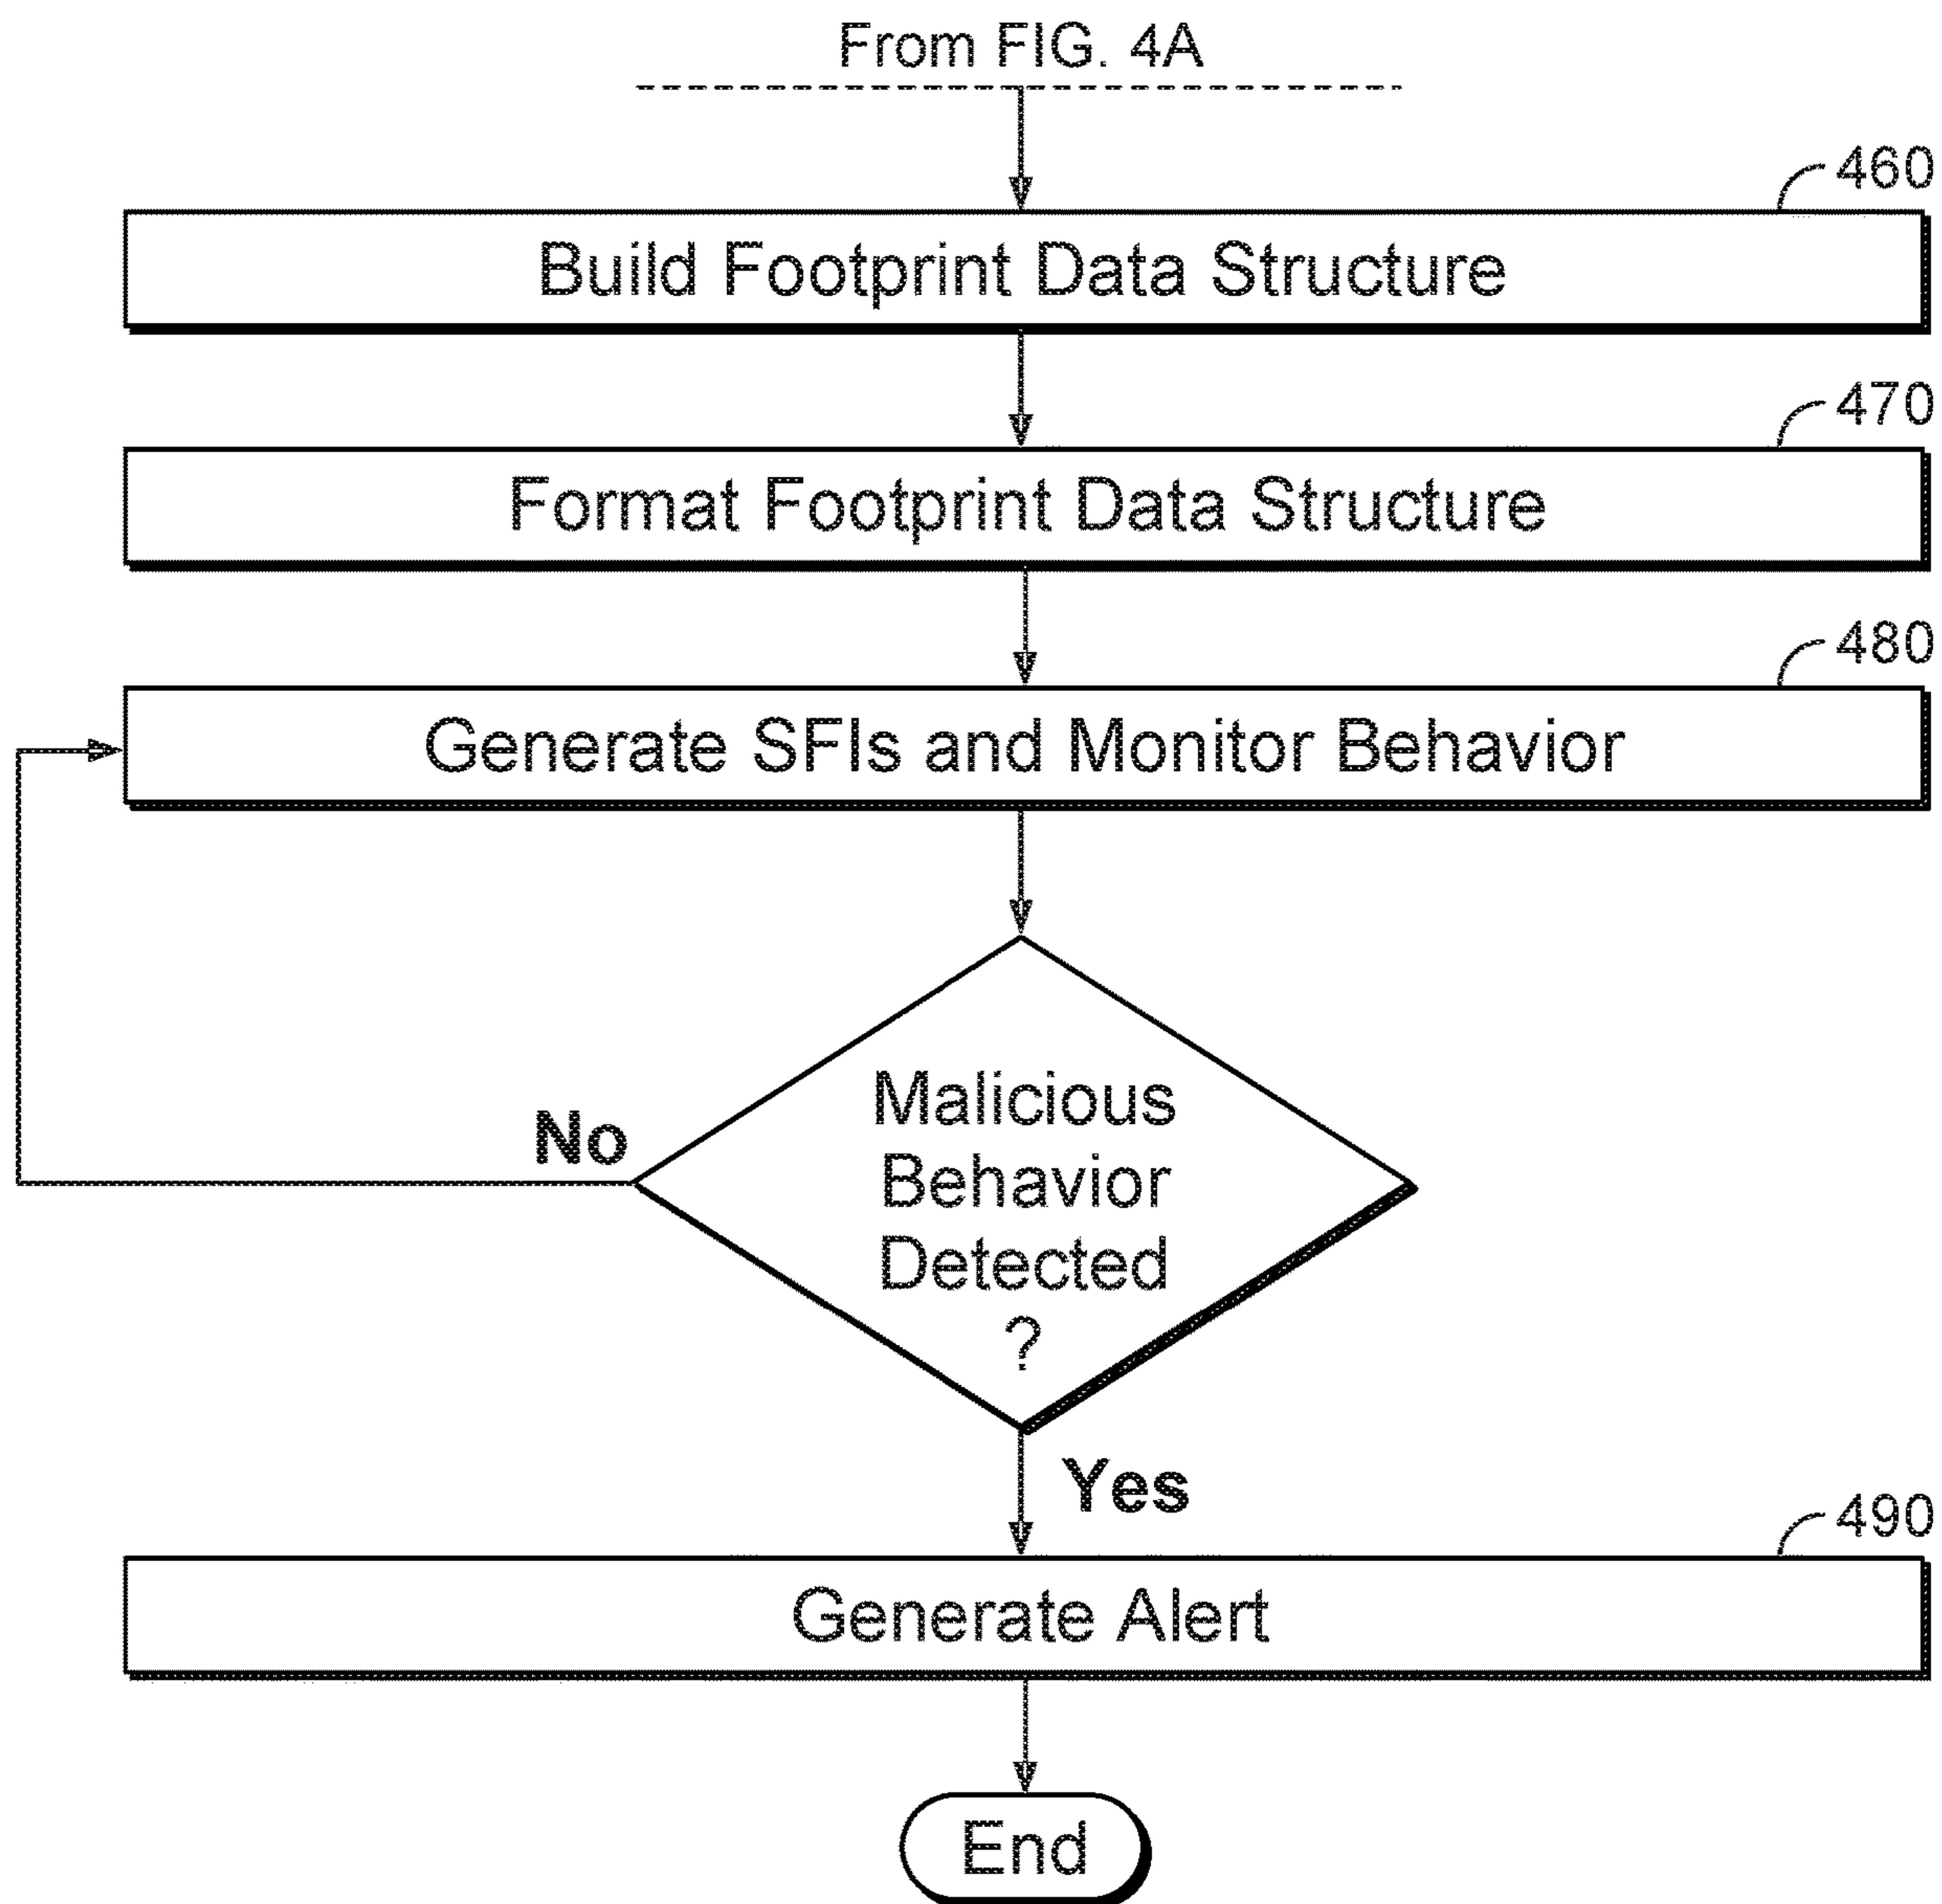 From FIG. 4A
460
Build Footprint Data Structure
470
Format Footprint Data Structure
480
Generate SFIs and Monitor Behavior
Malicious
Behavior
Detected
?
No
Yes
490
Generate Alert
End